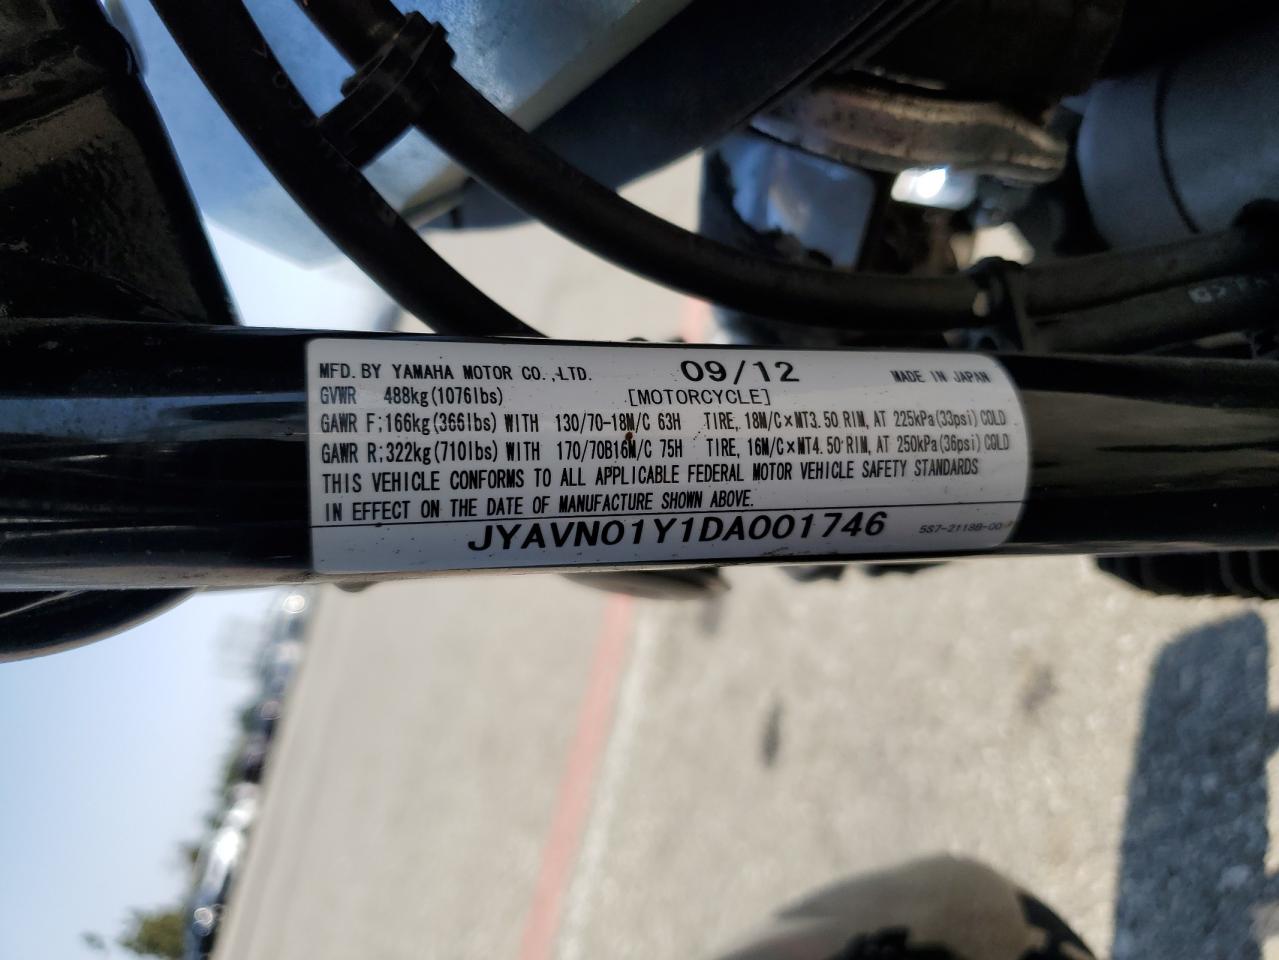 MFD. BY YAMAHA MOTOR CO.,LTD. 09/12 MADE IN JAPAN
GVWR 488kg(1076lbs) [MOTORCYCLE]
GAWR F:166kg(366lbs) WITH 130/70-18M/C 63H TIRE, 18M/C×MT3.50 RIM, AT 225kPa(33psi) COLD
GAWR R:322kg(710lbs) WITH 170/70B16M/C 75H TIRE, 16M/C×MT4.50 RIM, AT 250kPa(36psi) COLD
THIS VEHICLE CONFORMS TO ALL APPLICABLE FEDERAL MOTOR VEHICLE SAFETY STANDARDS
IN EFFECT ON THE DATE OF MANUFACTURE SHOWN ABOVE.
JYAVN01Y1DA001746 5S7-2118B-00